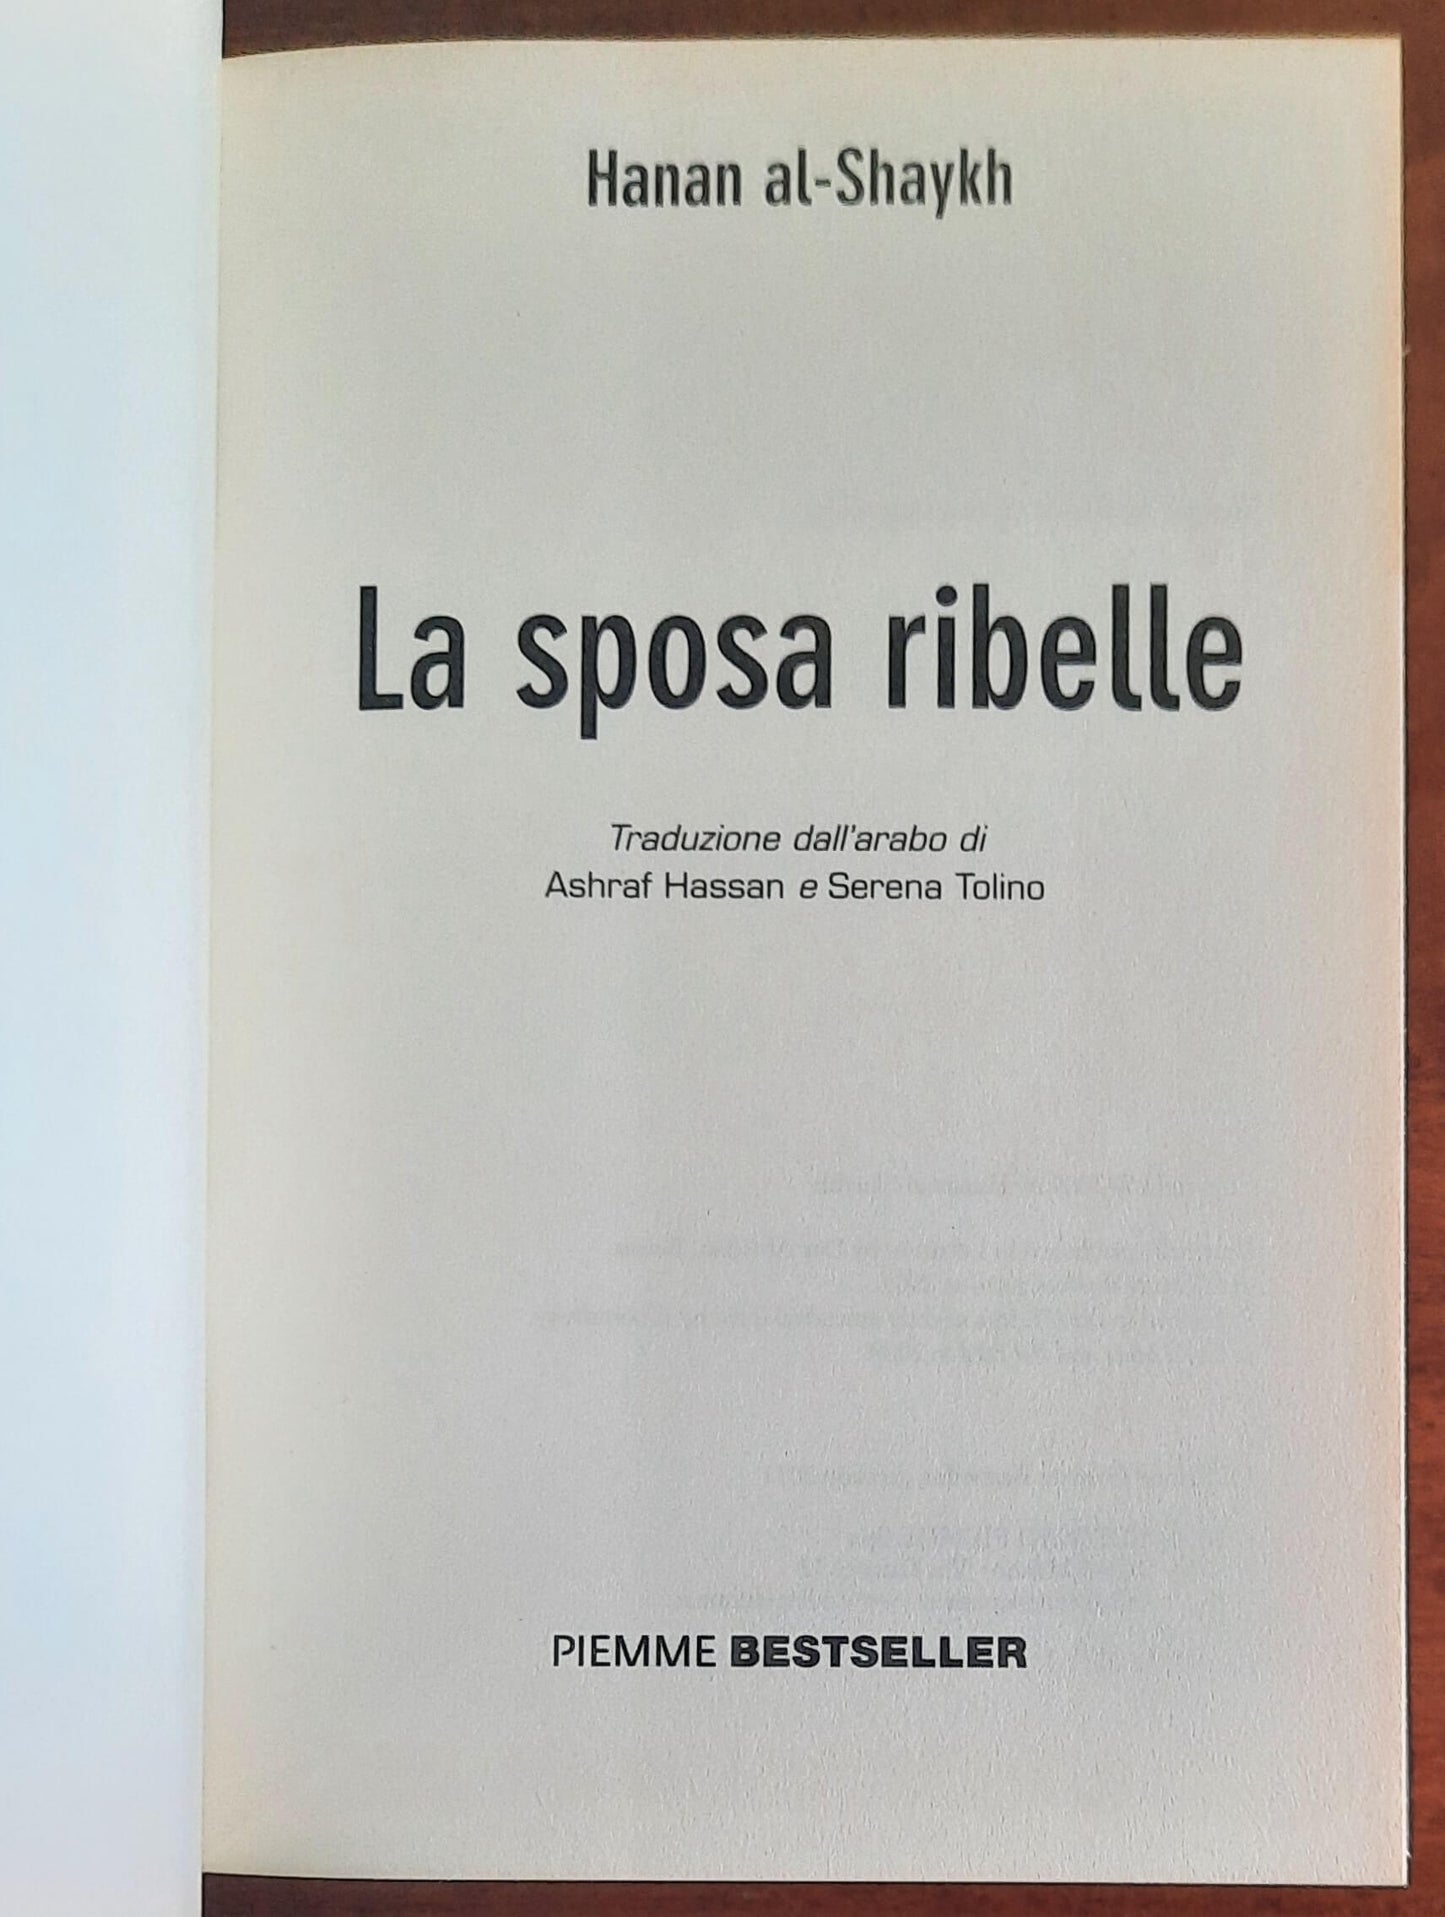 Hanan al-Shaykh
La sposa ribelle
Traduzione dall'arabo di
Ashraf Hassan e Serena Tolino
PIEMME BESTSELLER